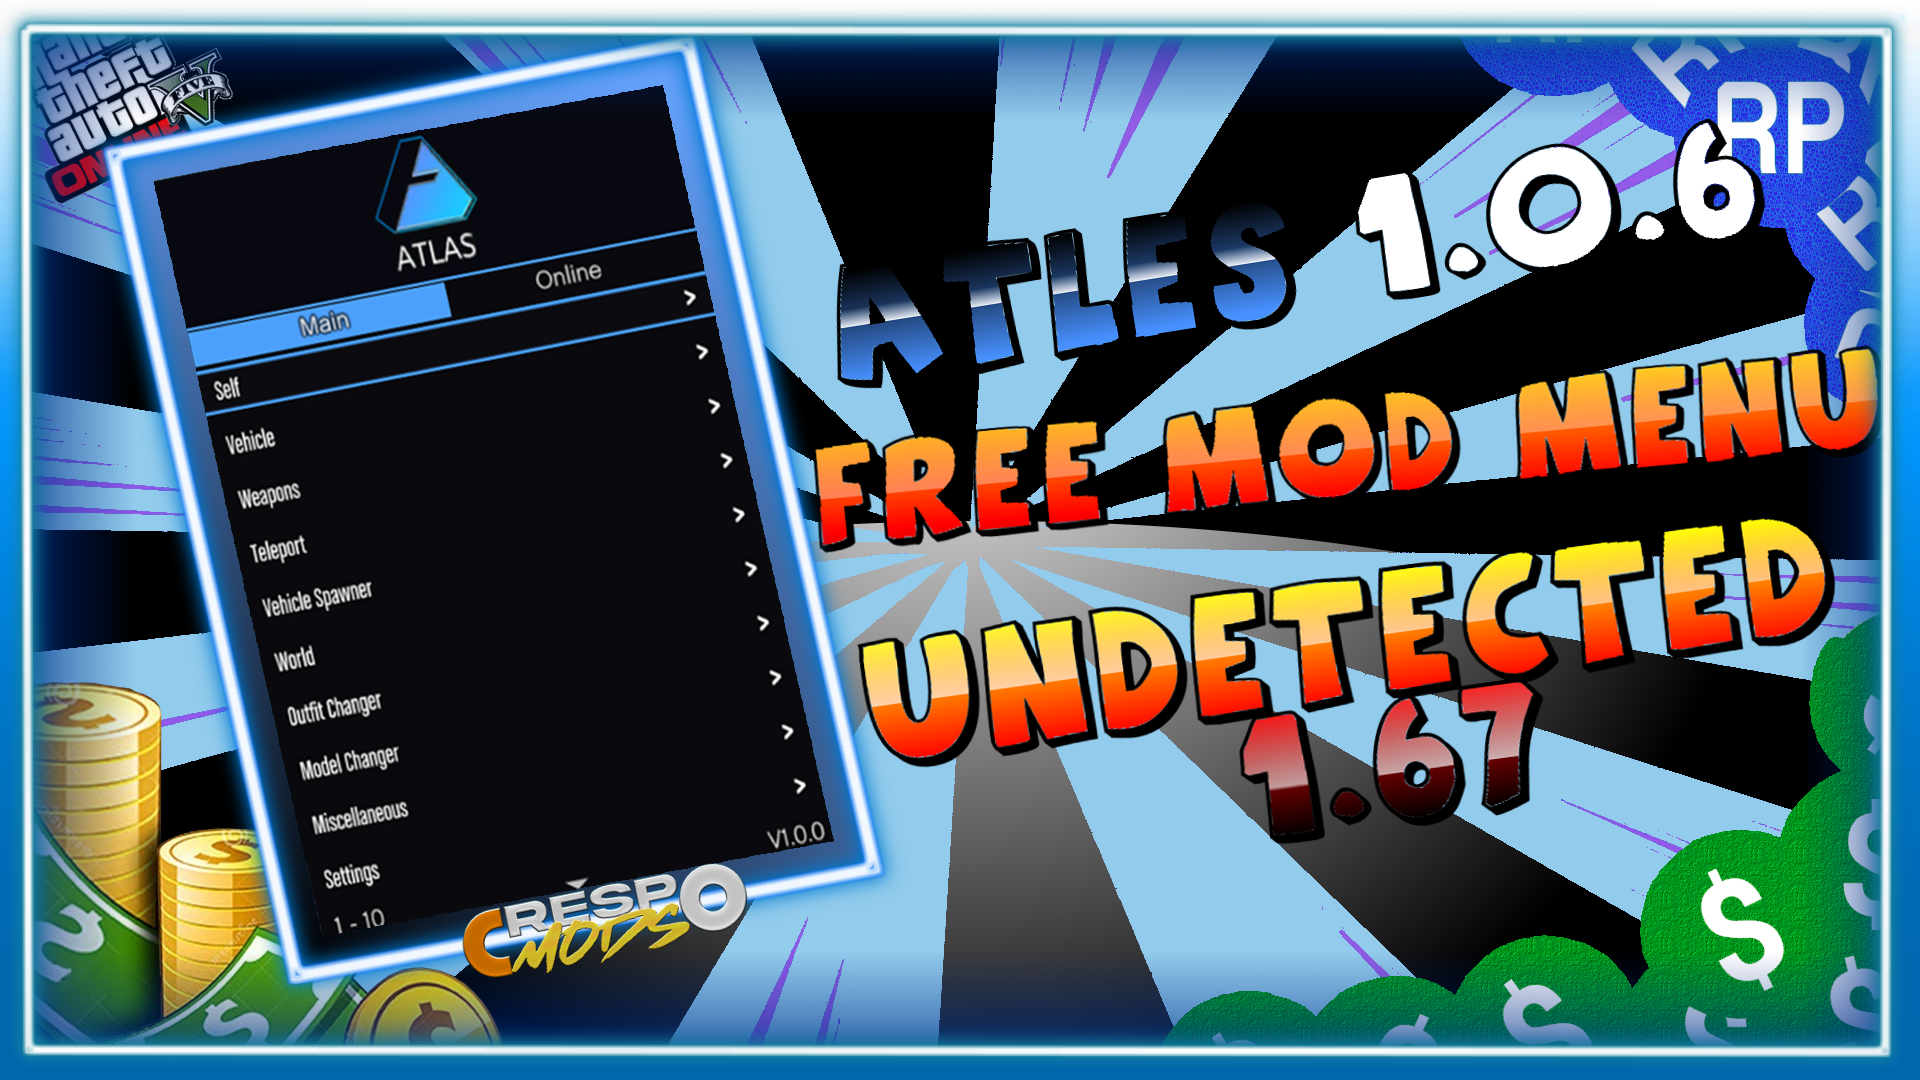 grand
theft
auto
FIVE
V
ONLINE
ATLAS
Main
Online
Self
Vehicle
Weapons
Teleport
Vehicle Spawner
World
Outfit Changer
Model Changer
Miscellaneous
Settings
1 - 10
V1.0.0
CRESPO
MODS
ATLES 1.0.6
FREE MOD MENU
UNDETECTED
1.67
RP
RP
RP
$
$
$
$